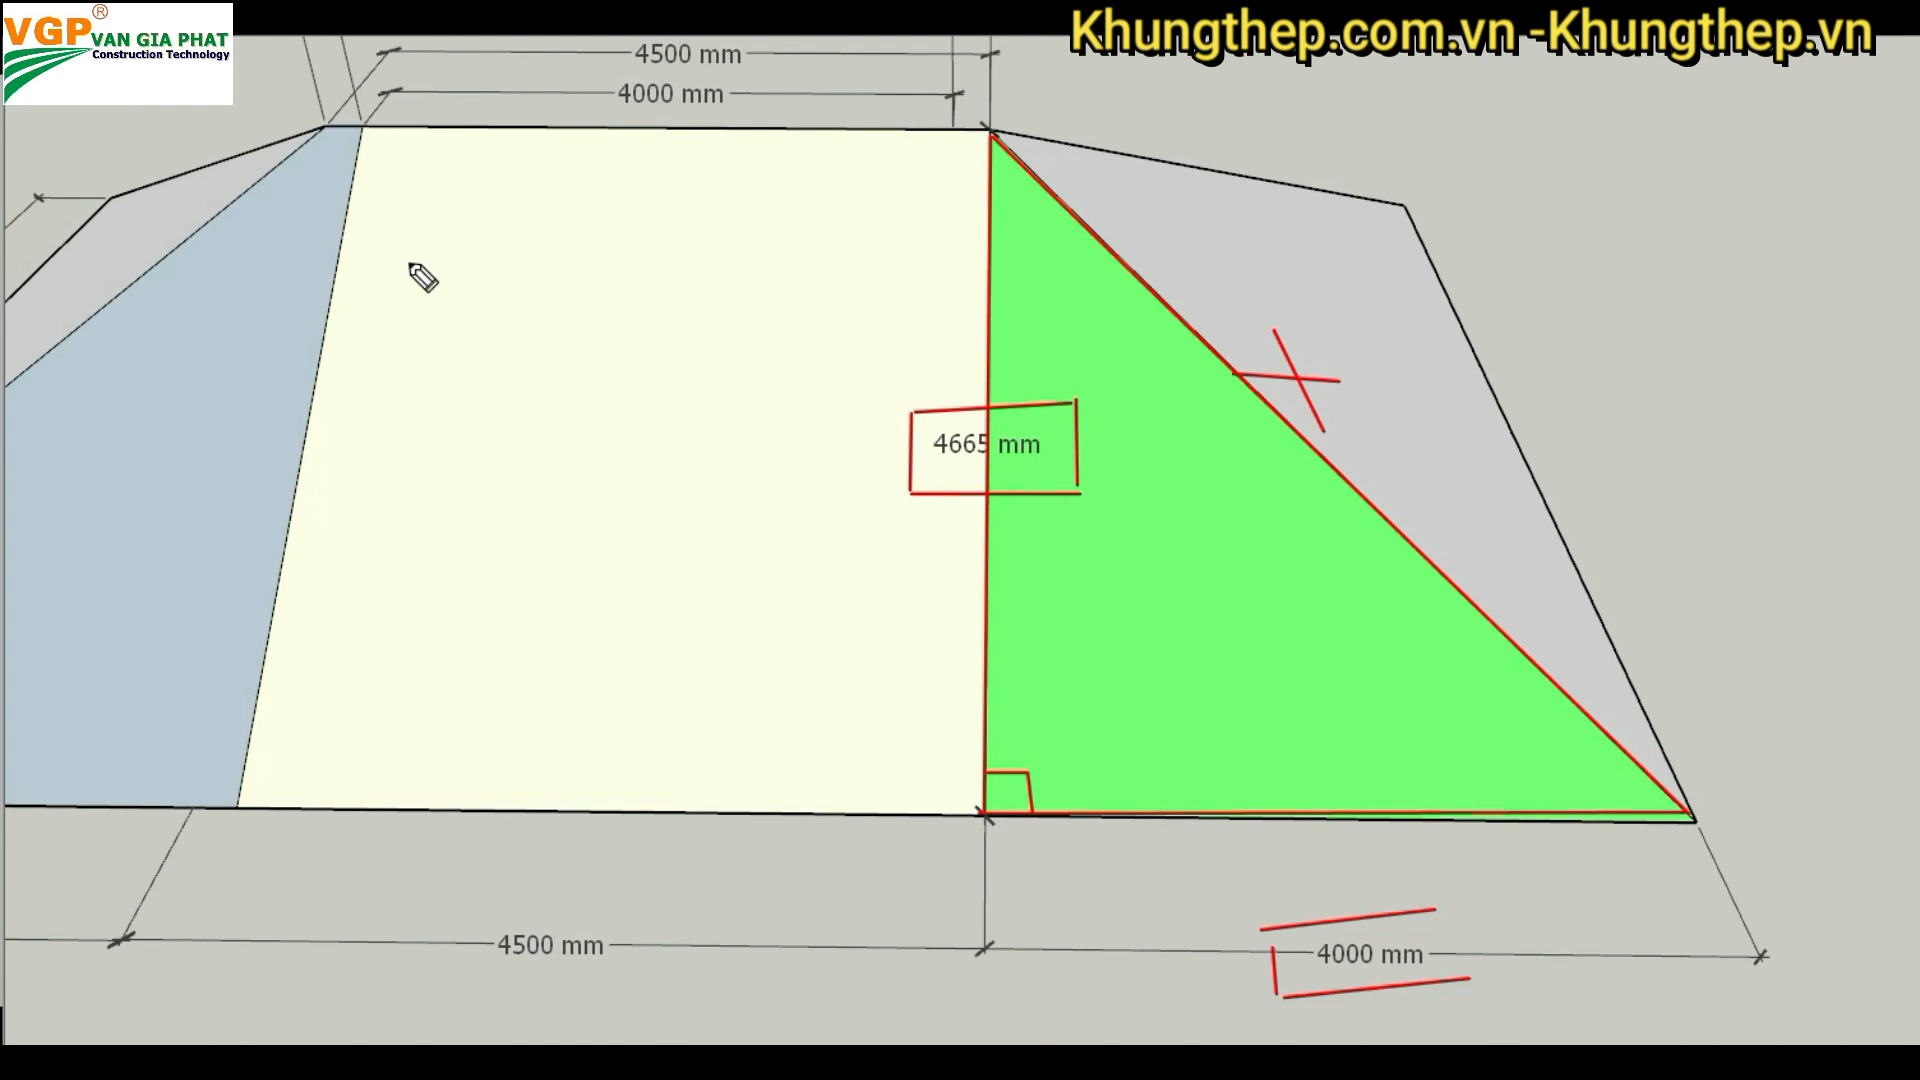 VGP®
VAN GIA PHAT
Construction Technology
Khungthep.com.vn -Khungthep.vn
4500 mm
4000 mm
4665 mm
4500 mm
4000 mm